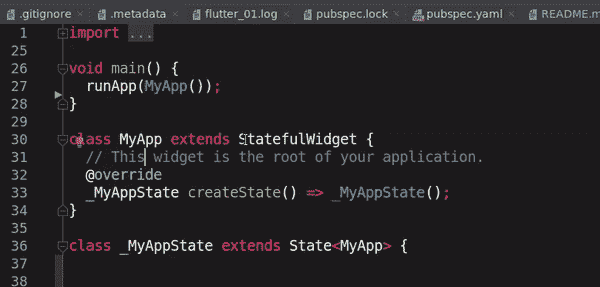 .gitignore × .metadata × flutter_01.log × pubspec.lock × pubspec.yaml × README.m
1 import ...
25
26 void main() {
27 runApp(MyApp());
28 }
30 class MyApp extends StatefulWidget {
31 // This widget is the root of your application.
32 @override
33 _MyAppState createState() => _MyAppState();
34 }
35
36 class _MyAppState extends State<MyApp> {
37
38